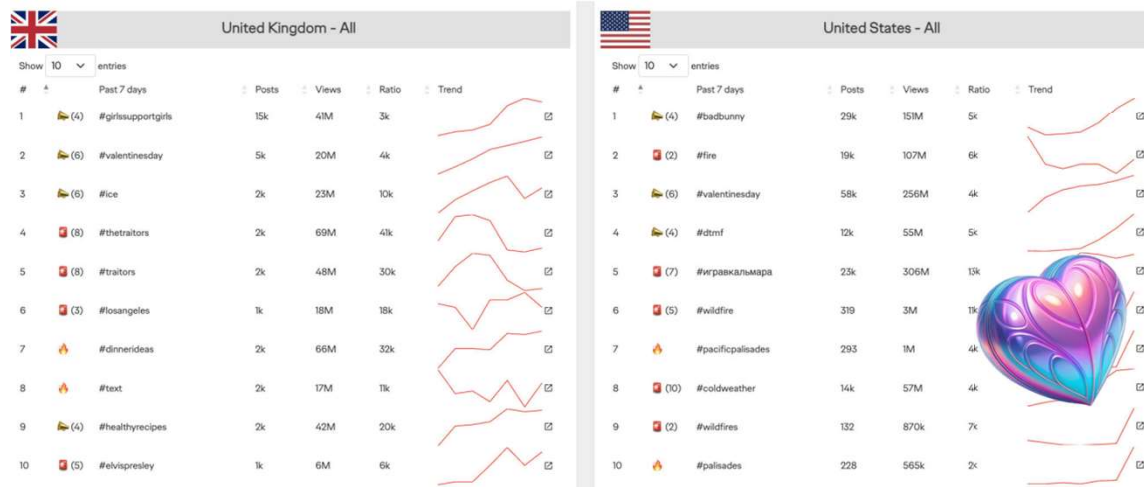 United Kingdom - All
Show 10 entries
# Past 7 days Posts Views Ratio Trend
1 (4) #girlssupportgirls 15k 41M 3k
2 (6) #valentinesday 5k 20M 4k
3 (6) #ice 2k 23M 10k
4 (8) #thetraitors 2k 69M 41k
5 (8) #traitors 2k 48M 30k
6 (3) #losangeles 1k 18M 18k
7 #dinnerideas 2k 66M 32k
8 #text 2k 17M 11k
9 (4) #healthyrecipes 2k 42M 20k
10 (5) #elvispresley 1k 6M 6k
United States - All
Show 10 entries
# Past 7 days Posts Views Ratio Trend
1 (4) #badbunny 29k 151M 5k
2 (2) #fire 19k 107M 6k
3 (6) #valentinesday 58k 256M 4k
4 (4) #dtmf 12k 55M 5k
5 (7) #игравкальмара 23k 306M 13k
6 (5) #wildfire 319 3M 11k
7 #pacificpalisades 293 1M 4k
8 (10) #coldweather 14k 57M 4k
9 (2) #wildfires 132 870k 7k
10 #palisades 228 565k 2k